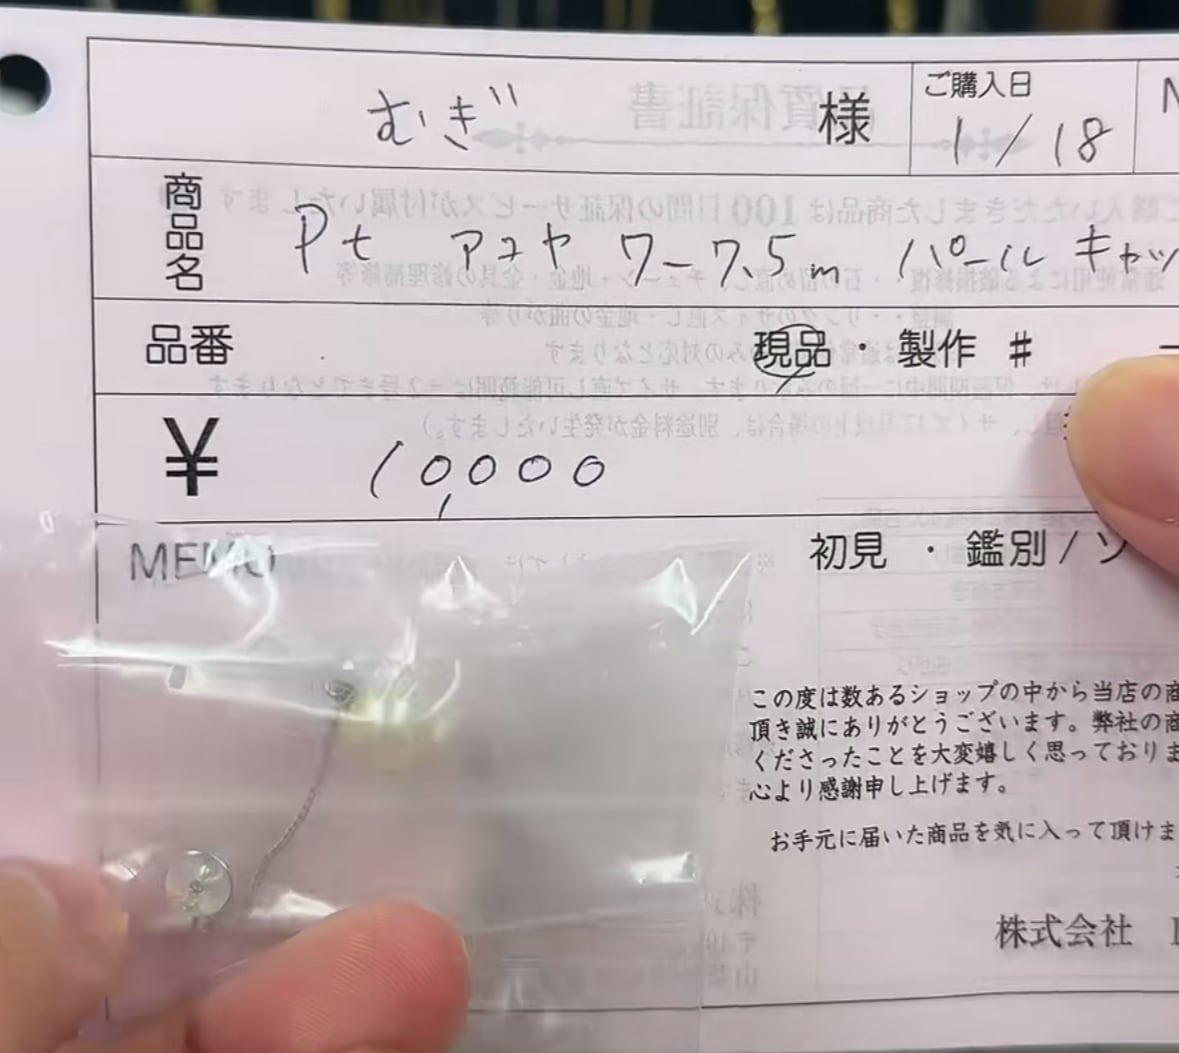 むぎ 様
ご購入日
1/18
N
商品名
Pt アコヤ 7-7.5m パールキャッ
品番
現品・製作 #
¥ 10,000
MEMO
初見 ・ 鑑別/ソ
この度は数あるショップの中から当店の商
頂き誠にありがとうございます。弊社の商
くださったことを大変嬉しく思っておりま
心より感謝申し上げます。
お手元に届いた商品を気に入って頂けま
株式会社